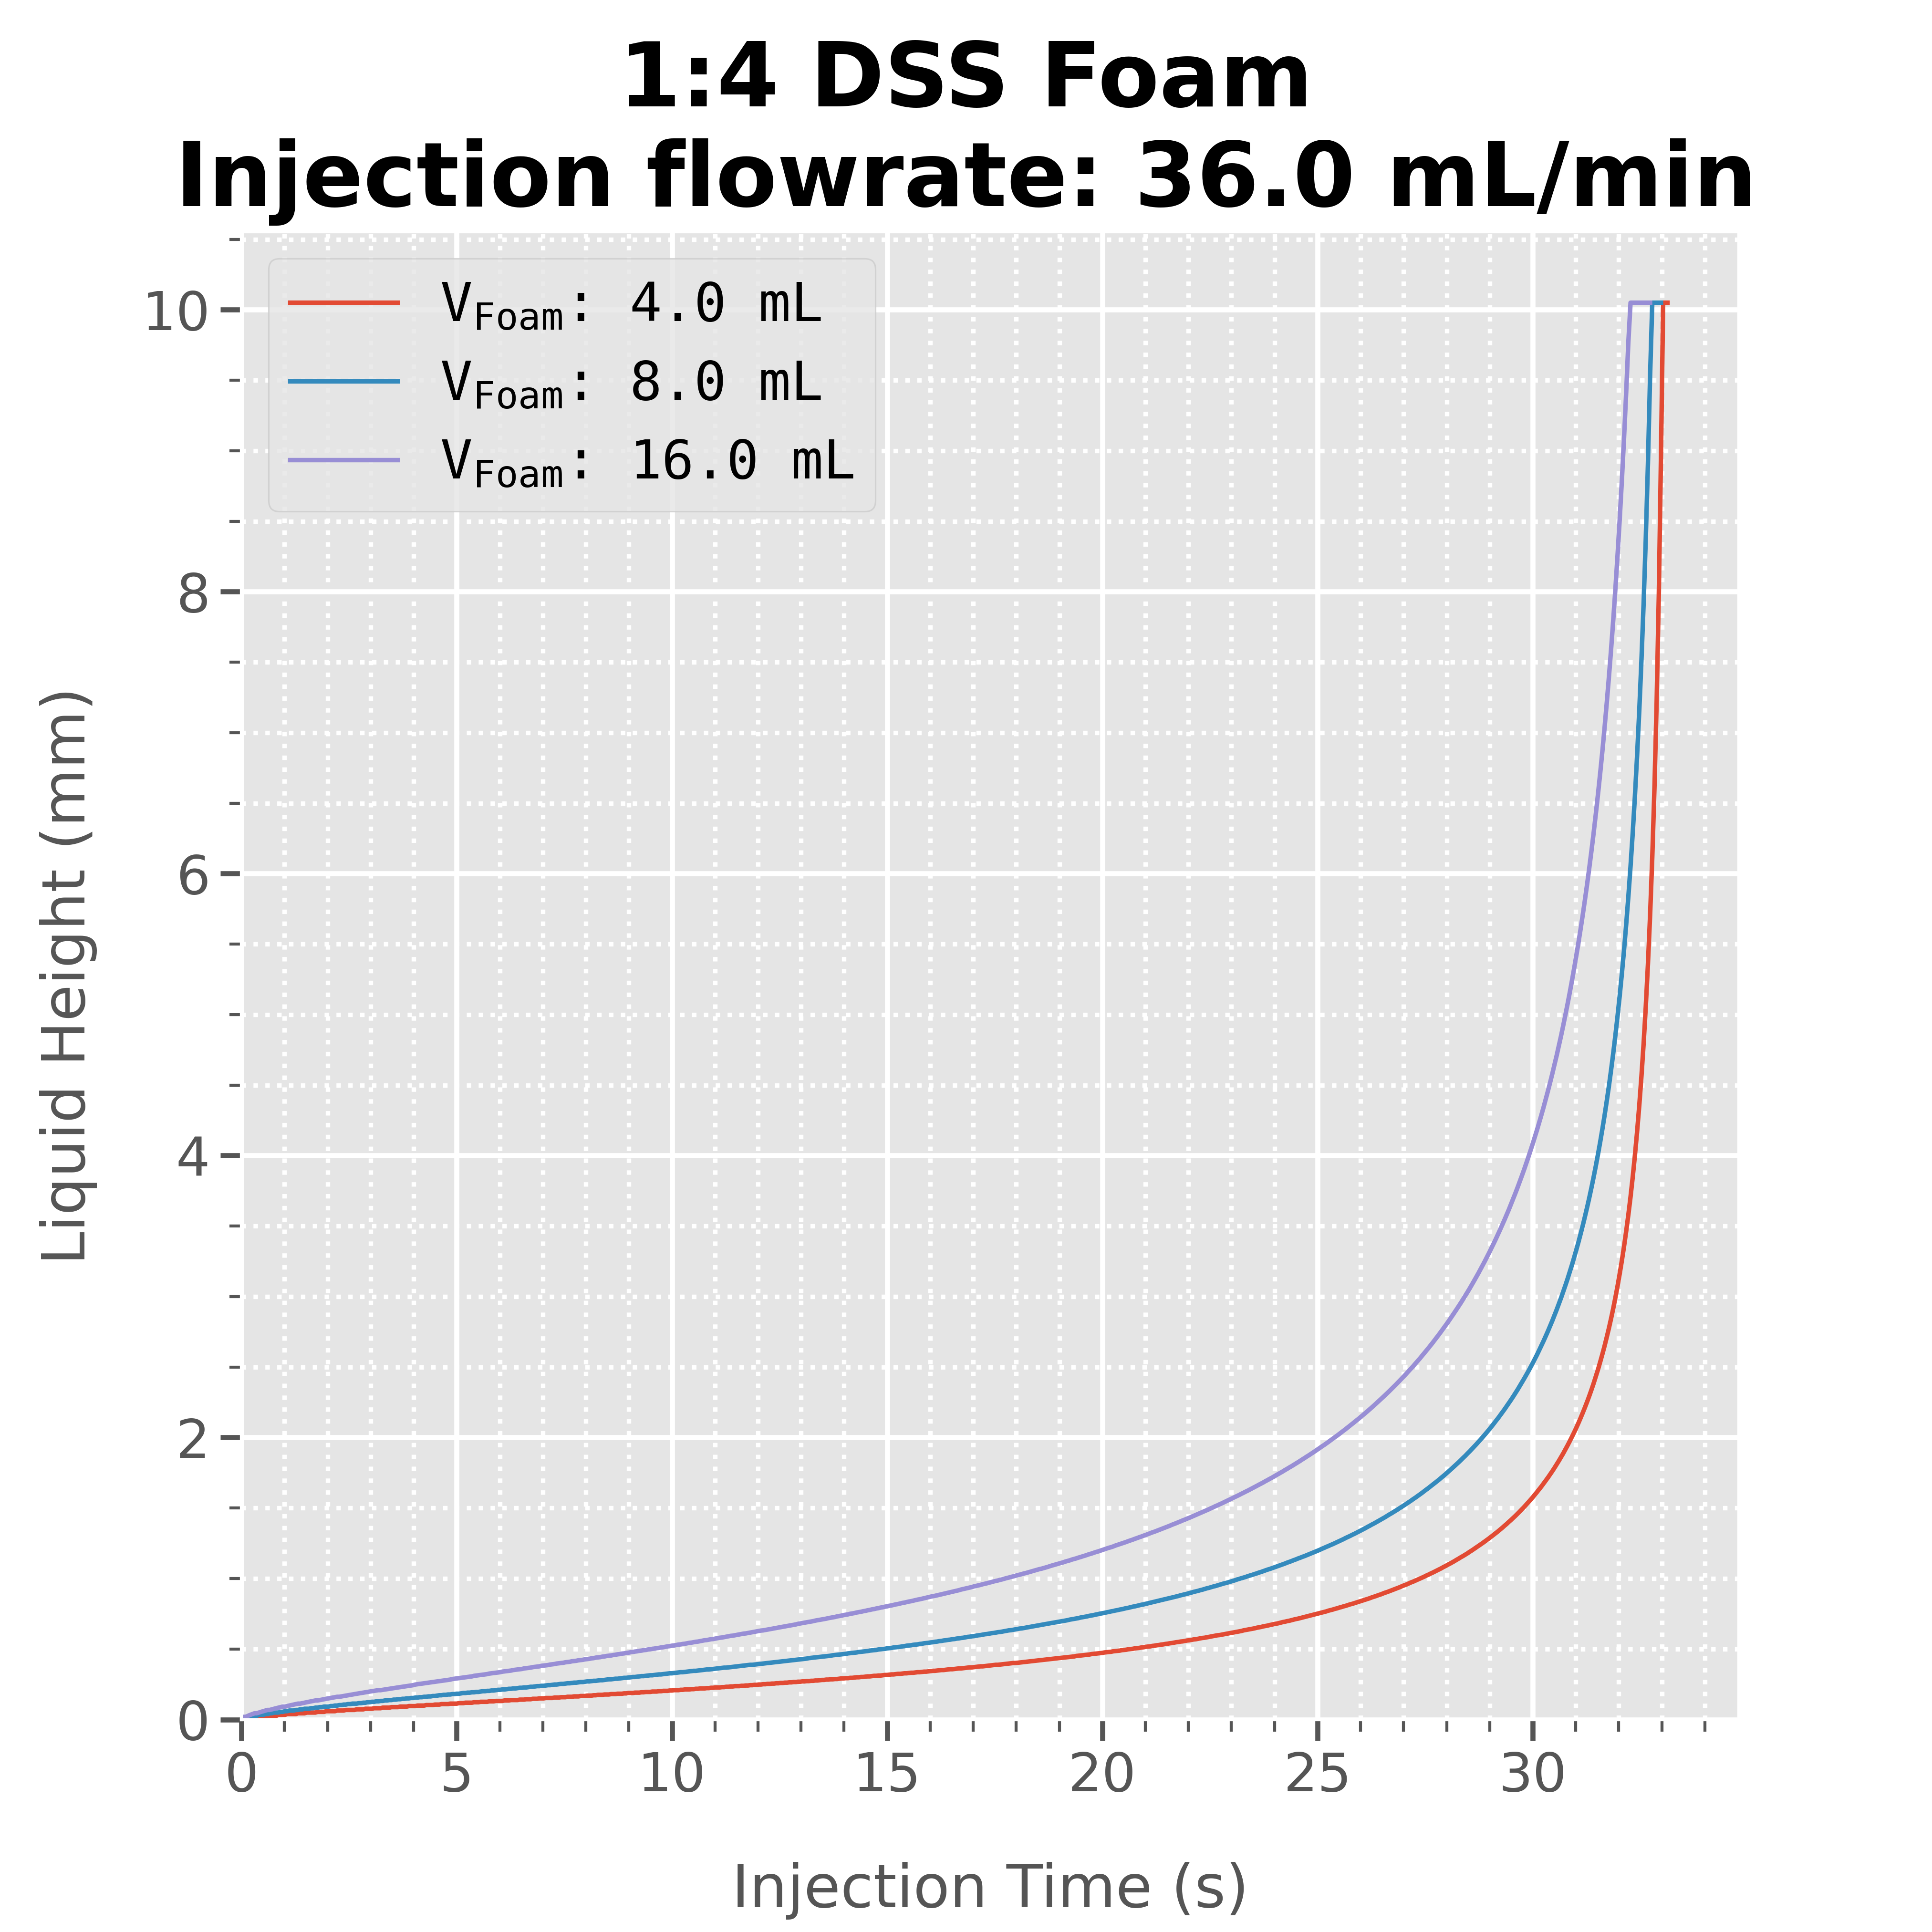 1:4 DSS Foam
Injection flowrate: 36.0 mL/min
V_Foam: 4.0 mL
V_Foam: 8.0 mL
V_Foam: 16.0 mL
10
8
6
4
2
0
Liquid Height (mm)
0 5 10 15 20 25 30
Injection Time (s)